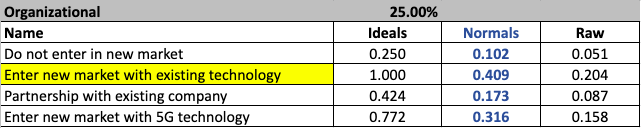 Organizational 25.00%
Name Ideals Normals Raw
Do not enter in new market 0.250 0.102 0.051
Enter new market with existing technology 1.000 0.409 0.204
Partnership with existing company 0.424 0.173 0.087
Enter new market with 5G technology 0.772 0.316 0.158